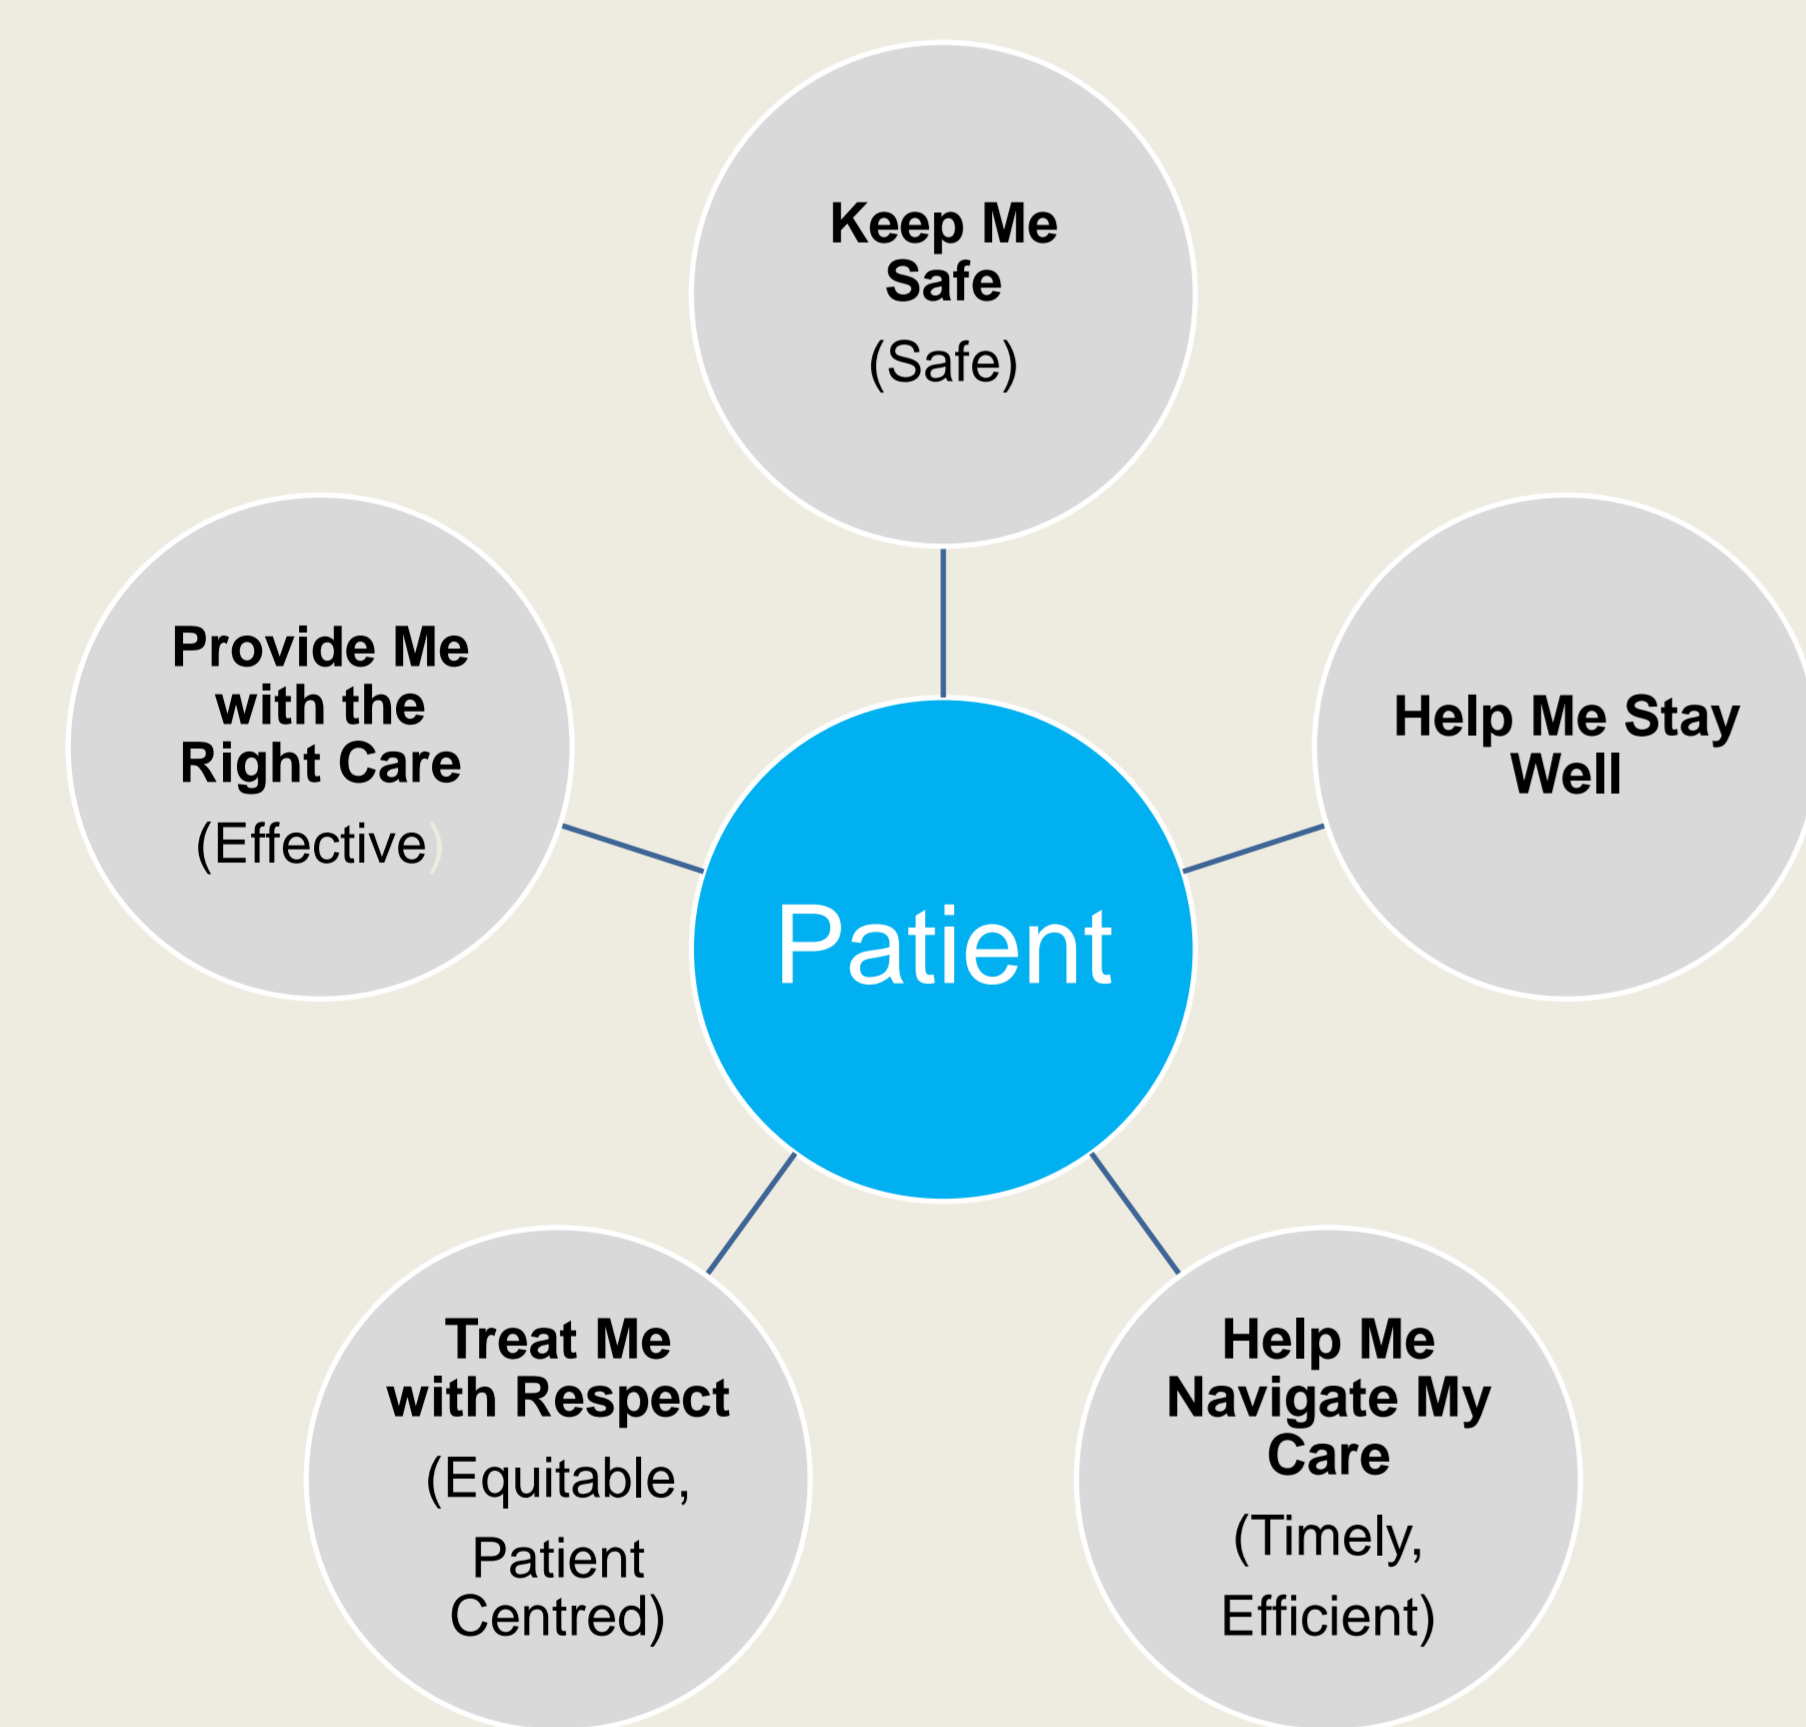 Keep Me
Safe
(Safe)
Provide Me
with the
Right Care
(Effective)
Help Me Stay
Well
Patient
Treat Me
with Respect
(Equitable,
Patient
Centred)
Help Me
Navigate My
Care
(Timely,
Efficient)